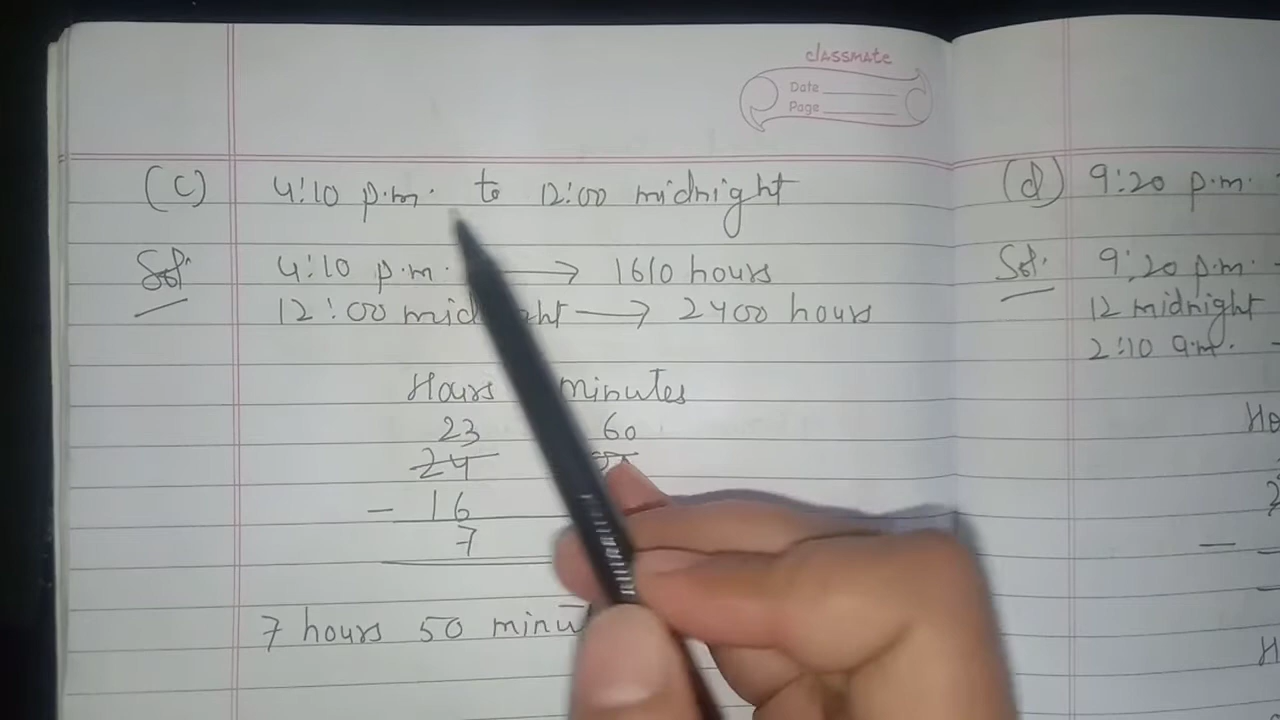 classmate
Date
Page
(c) 4:10 p.m. to 12:00 midnight
Sol. 4:10 p.m. → 1610 hours
12:00 midnight → 2400 hours
Hours minutes
23 60
24
- 16
7
7 hours 50
(d) 9:20 p.m.
Sol. 9:20 p.m.
12 midnight
2:10 a.m.